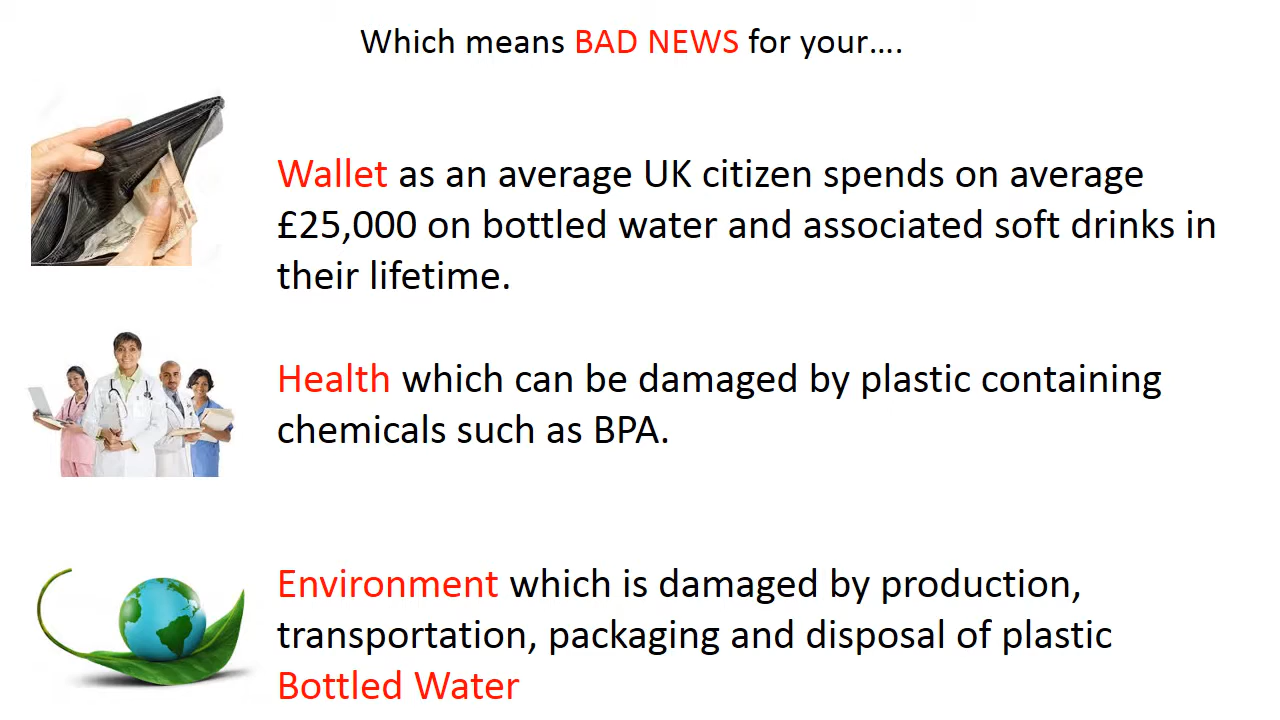 Which means BAD NEWS for your....
Wallet as an average UK citizen spends on average
£25,000 on bottled water and associated soft drinks in
their lifetime.
Health which can be damaged by plastic containing
chemicals such as BPA.
Environment which is damaged by production,
transportation, packaging and disposal of plastic
Bottled Water